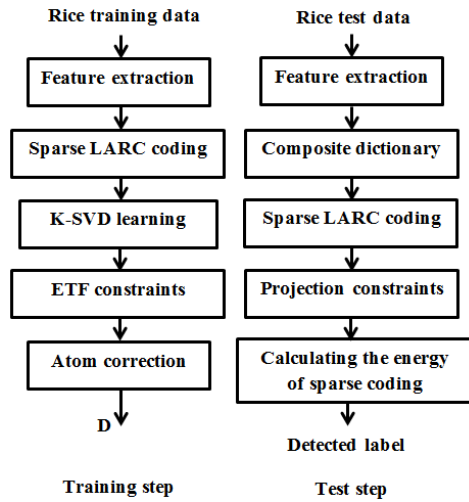 Rice training data
Feature extraction
Sparse LARC coding
K-SVD learning
ETF constraints
Atom correction
D
Training step
Rice test data
Feature extraction
Composite dictionary
Sparse LARC coding
Projection constraints
Calculating the energy
of sparse coding
Detected label
Test step